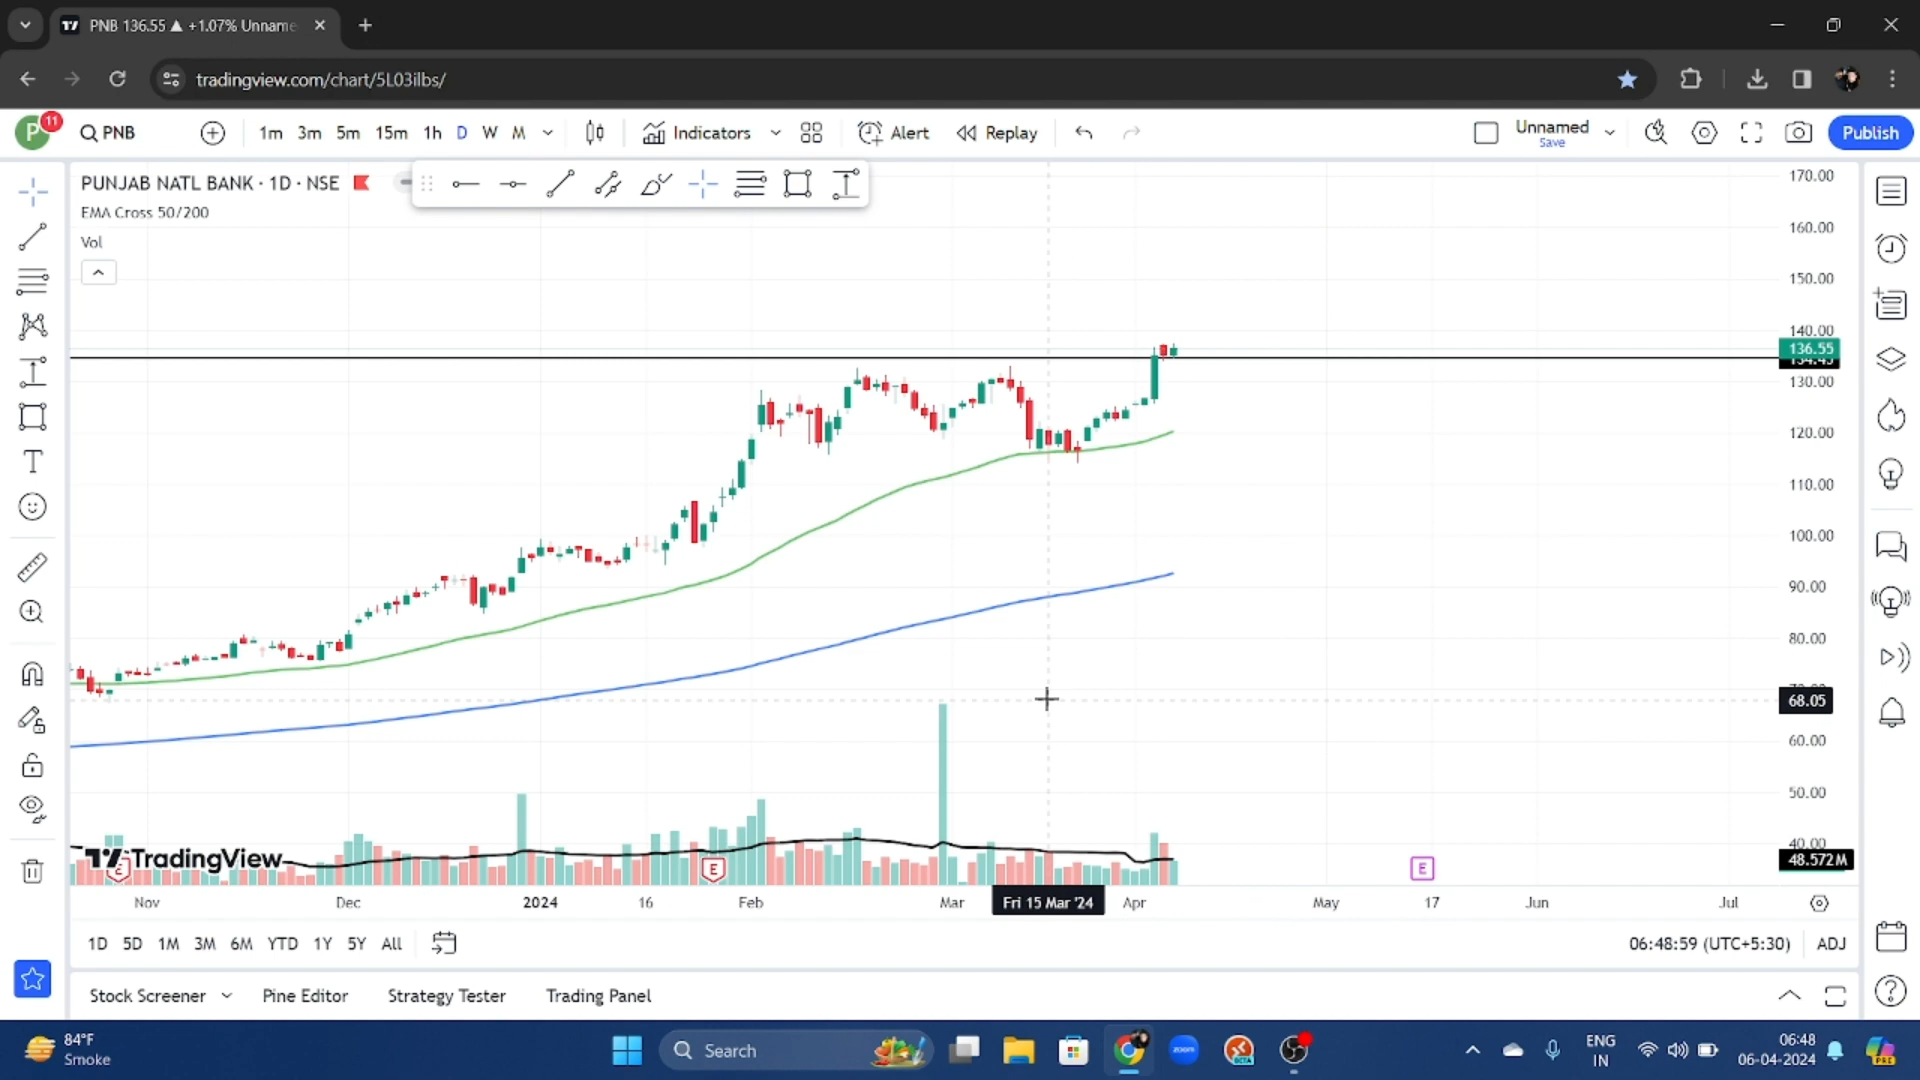 PNB 136.55 ▲ +1.07% Unname
tradingview.com/chart/5L03ilbs/
P
11
PNB
1m 3m 5m 15m 1h D W M
Indicators
Alert
Replay
Unnamed
Save
Publish
PUNJAB NATL BANK · 1D · NSE
EMA Cross 50/200
Vol
170.00
160.00
150.00
140.00
136.55
134.45
130.00
120.00
110.00
100.00
90.00
80.00
68.05
60.00
50.00
40.00
48.572M
TradingView
E
E
E
Nov Dec 2024 16 Feb Mar Fri 15 Mar '24 Apr May 17 Jun Jul
1D 5D 1M 3M 6M YTD 1Y 5Y All
06:48:59 (UTC+5:30) ADJ
Stock Screener Pine Editor Strategy Tester Trading Panel
84°F
Smoke
Search
zoom
BETA
ENG
IN
06:48
06-04-2024
PRE